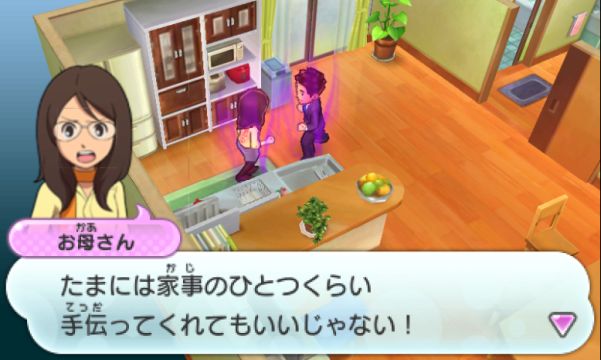 お母さん
たまには家事のひとつくらい
手伝ってくれてもいいじゃない！